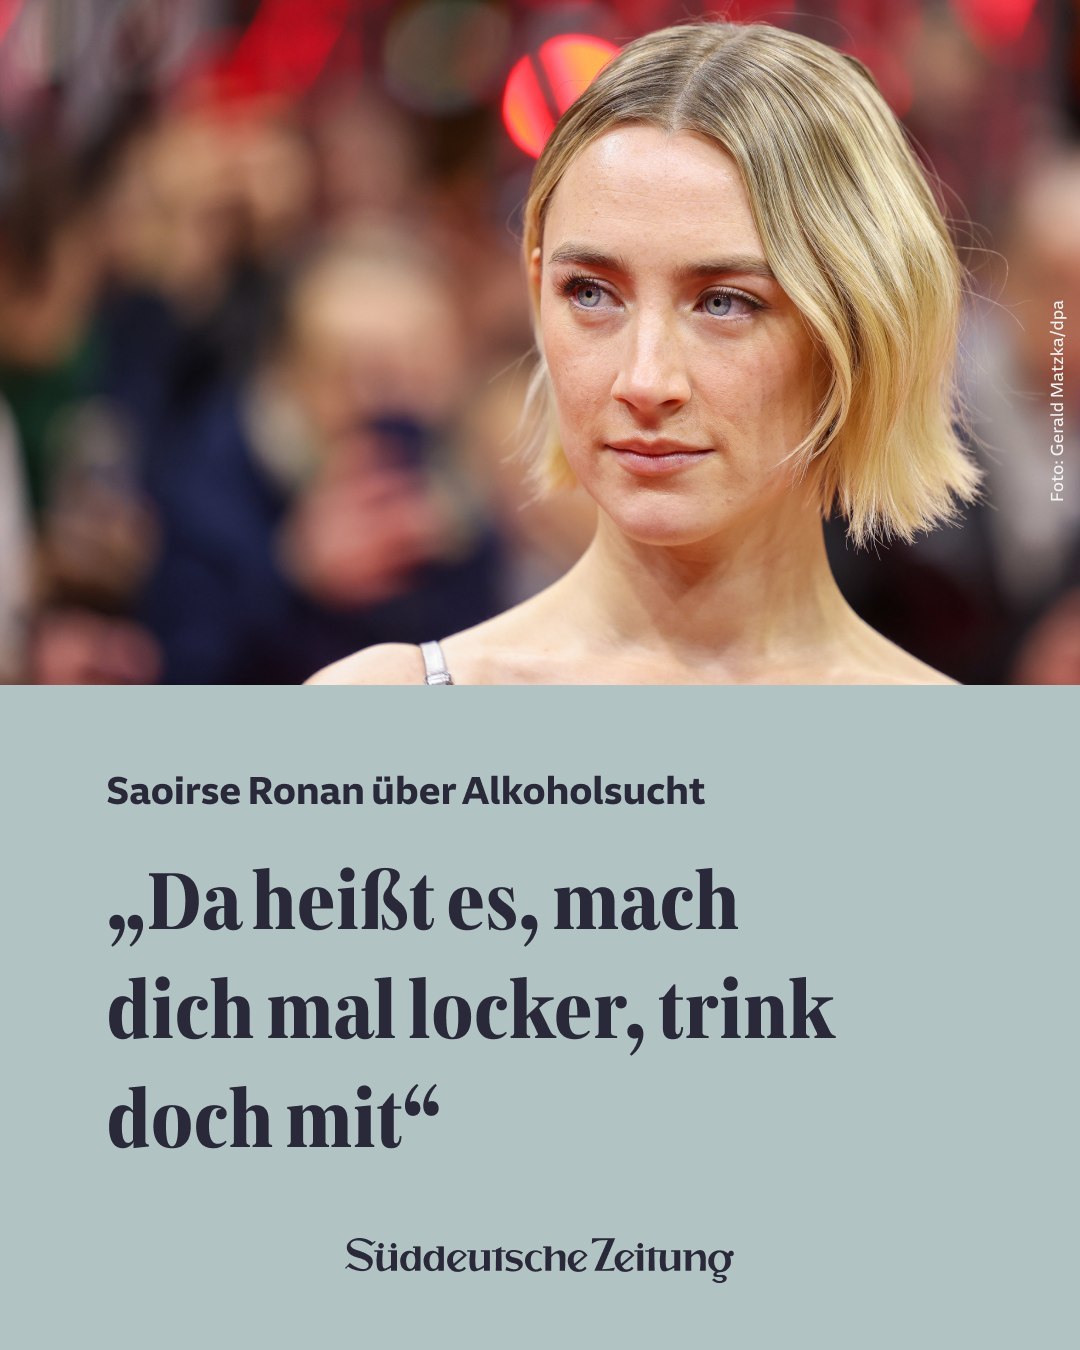 Foto: Gerald Matzka/dpa
Saoirse Ronan über Alkoholsucht
„Da heißt es, mach
dich mal locker, trink
doch mit“
Süddeutsche Zeitung